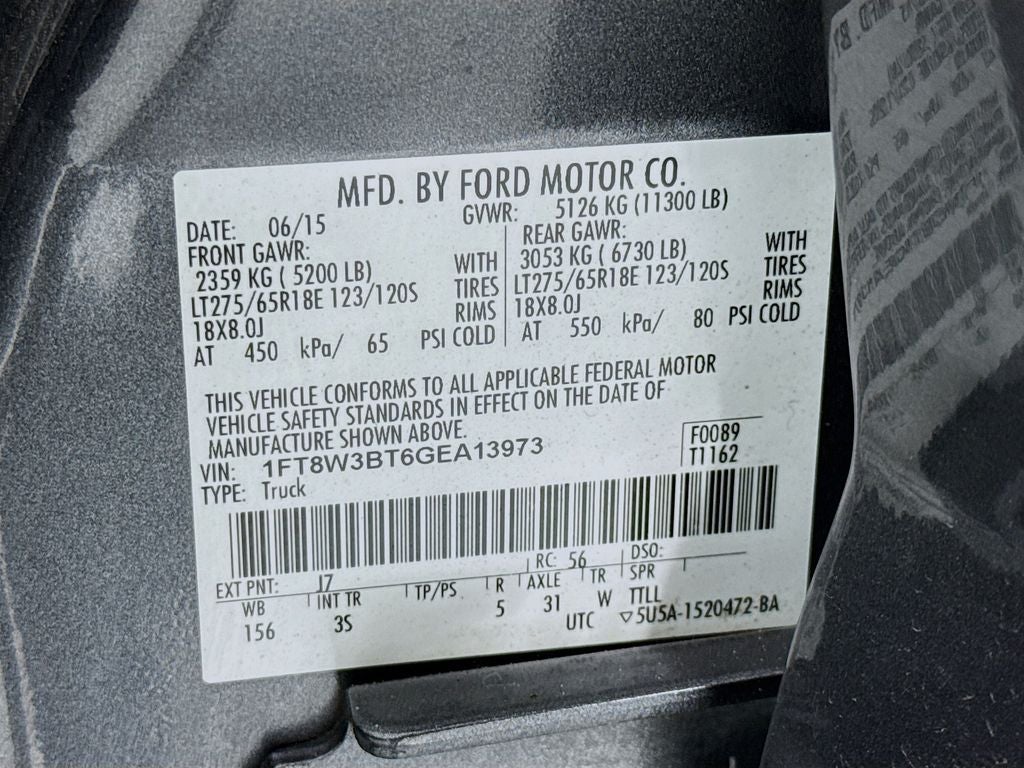 MFD. BY FORD MOTOR CO.
DATE: 06/15 GVWR: 5126 KG (11300 LB)
FRONT GAWR: REAR GAWR:
2359 KG ( 5200 LB) WITH 3053 KG ( 6730 LB) WITH
LT275/65R18E 123/120S TIRES LT275/65R18E 123/120S TIRES
18X8.0J RIMS 18X8.0J RIMS
AT 450 kPa/ 65 PSI COLD AT 550 kPa/ 80 PSI COLD
THIS VEHICLE CONFORMS TO ALL APPLICABLE FEDERAL MOTOR
VEHICLE SAFETY STANDARDS IN EFFECT ON THE DATE OF
MANUFACTURE SHOWN ABOVE.
VIN: 1FT8W3BT6GEA13973 F0089
TYPE: Truck T1162
EXT PNT: J7 RC: 56 DSO:
WB INT TR TP/PS R AXLE TR SPR
156 3S 5 31 W TTLL
UTC ▽5U5A-1520472-BA